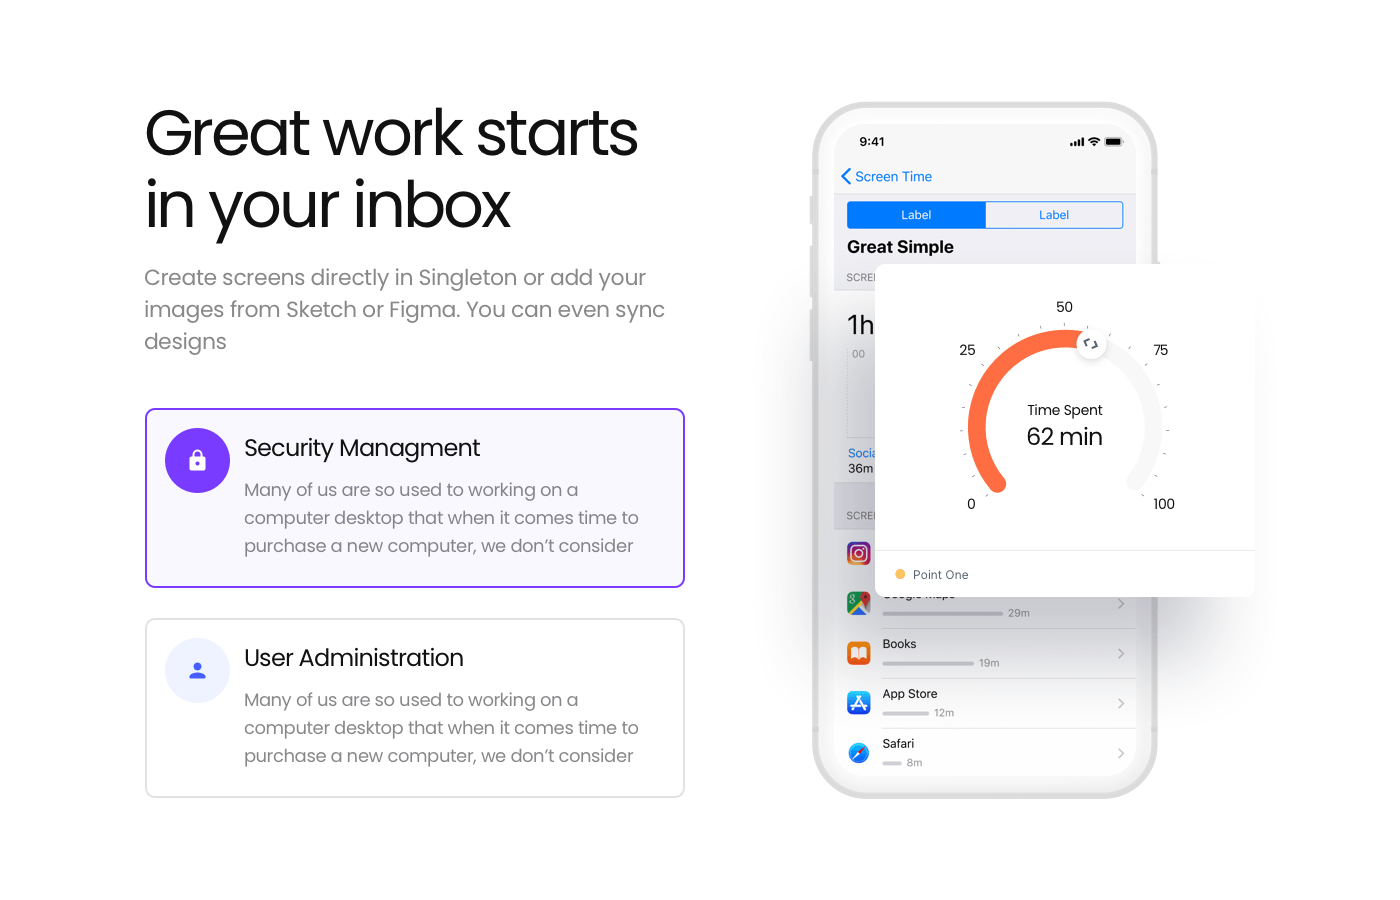 Great work starts
in your inbox
Create screens directly in Singleton or add your
images from Sketch or Figma. You can even sync
designs
Security Managment
Many of us are so used to working on a
computer desktop that when it comes time to
purchase a new computer, we don’t consider
User Administration
Many of us are so used to working on a
computer desktop that when it comes time to
purchase a new computer, we don’t consider
9:41
Screen Time
Label Label
Great Simple
SCREE
1h
00
Socia
36m
SCREE
50
25 75
Time Spent
62 min
0 100
Point One
Google Maps
29m
Books
19m
App Store
12m
Safari
8m